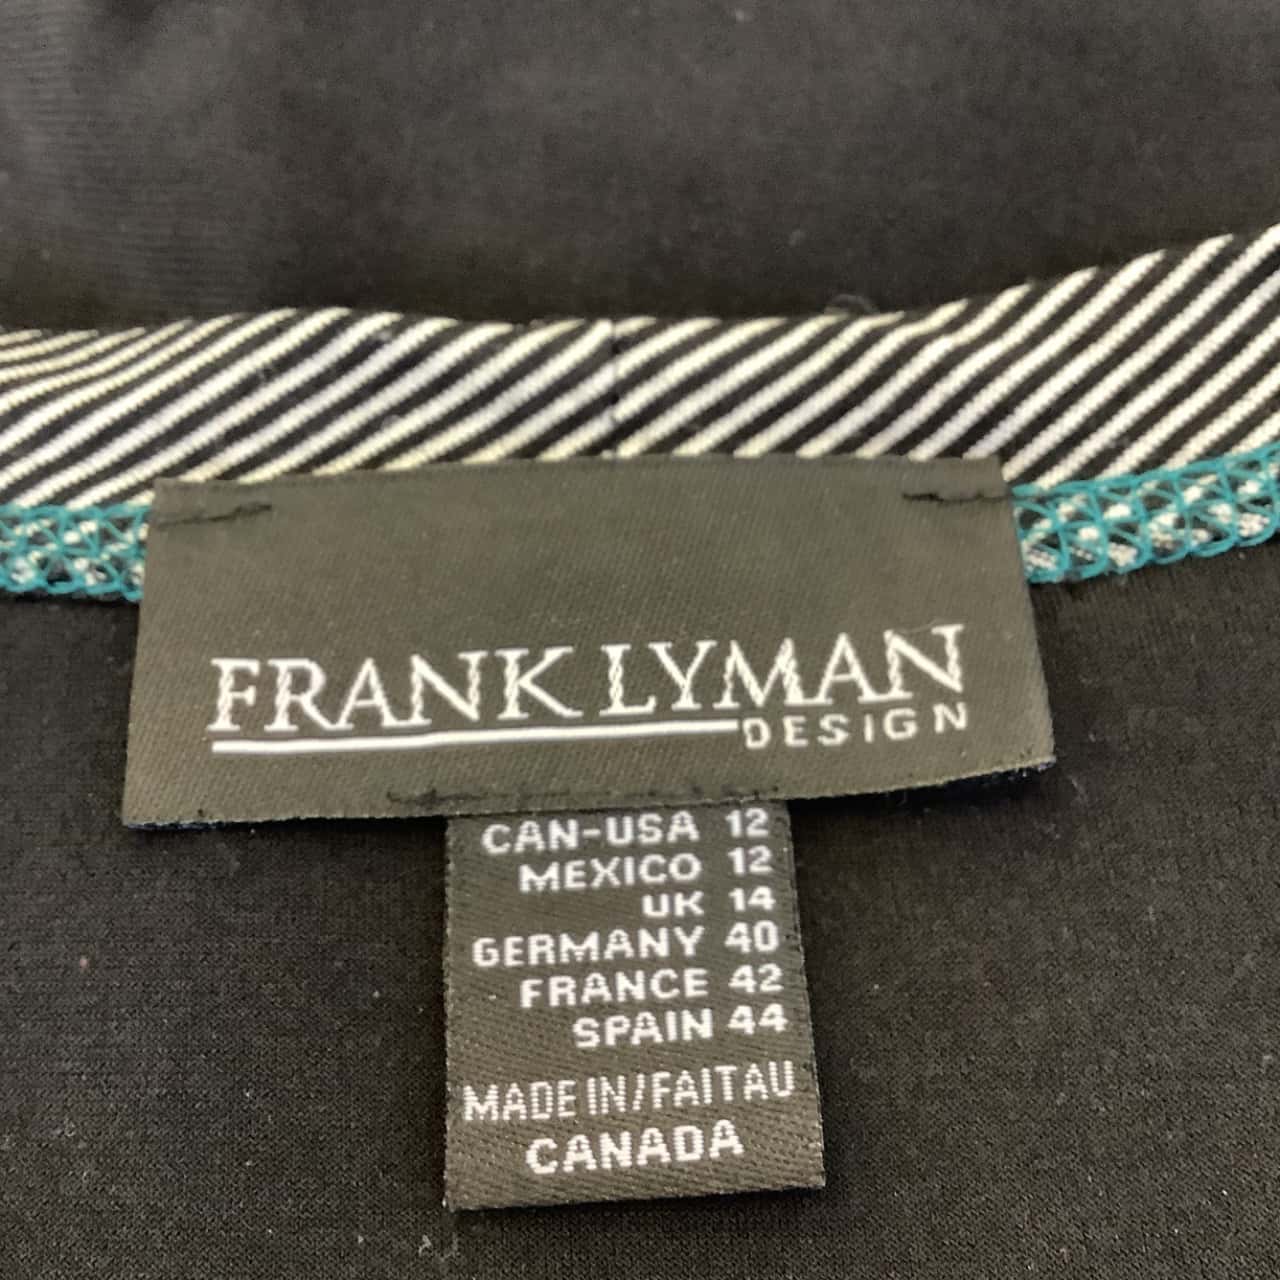 FRANK LYMAN
DESIGN
CAN-USA 12
MEXICO 12
UK 14
GERMANY 40
FRANCE 42
SPAIN 44
MADE IN/FAIT AU
CANADA